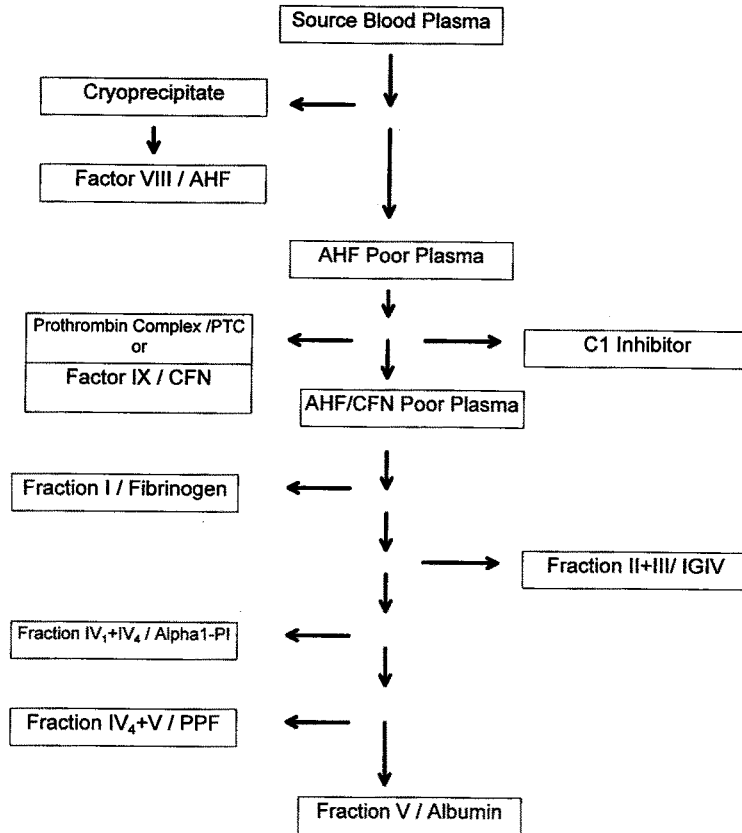 Source Blood Plasma
Cryoprecipitate
Factor VIII / AHF
AHF Poor Plasma
Prothrombin Complex /PTC
or
Factor IX / CFN
C1 Inhibitor
AHF/CFN Poor Plasma
Fraction I / Fibrinogen
Fraction II+III/ IGIV
Fraction IV₁+IV₄ / Alpha1-PI
Fraction IV₄+V / PPF
Fraction V / Albumin